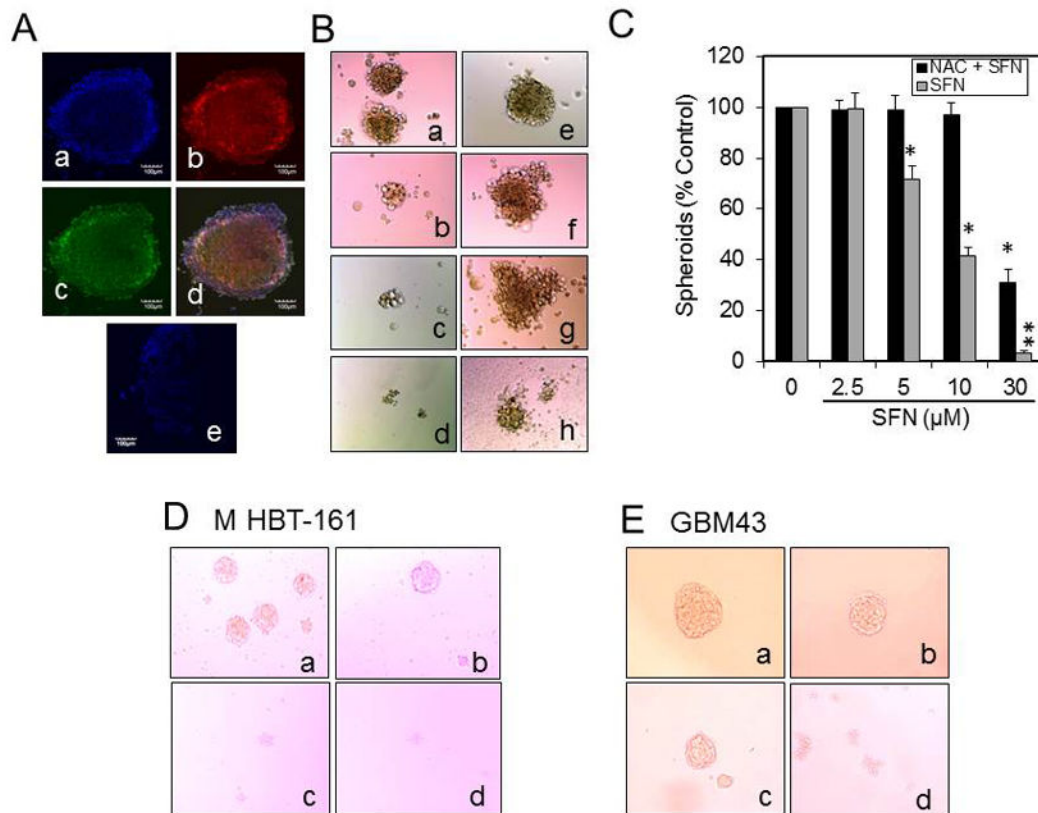 A
a
100µm
b
100µm
c
100µm
d
100µm
e
100µm
B
a
e
b
f
c
g
d
h
C
Spheroids (% Control)
120
100
80
60
40
20
0
NAC + SFN
SFN
*
*
*
**
0 2.5 5 10 30
SFN (µM)
D M HBT-161
a
b
c
d
E GBM43
a
b
c
d